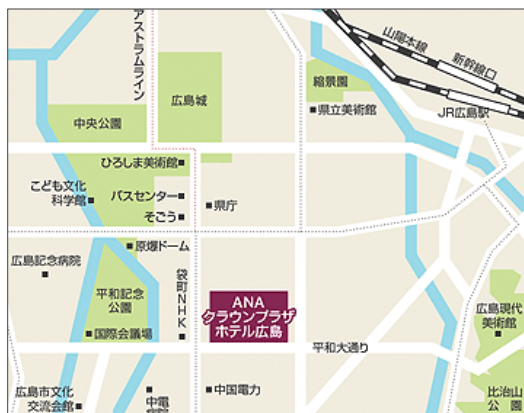 アストラムライン
山陽本線
新幹線口
広島城
縮景園
県立美術館
JR広島駅
中央公園
ひろしま美術館
こども文化
科学館
バスセンター
県庁
そごう
原爆ドーム
広島記念病院
袋町NHK
平和記念
公園
ANA
クラウンプラザ
ホテル広島
広島現代
美術館
国際会議場
平和大通り
広島市文化
交流会館
中電
病院
中国電力
比治山
公園